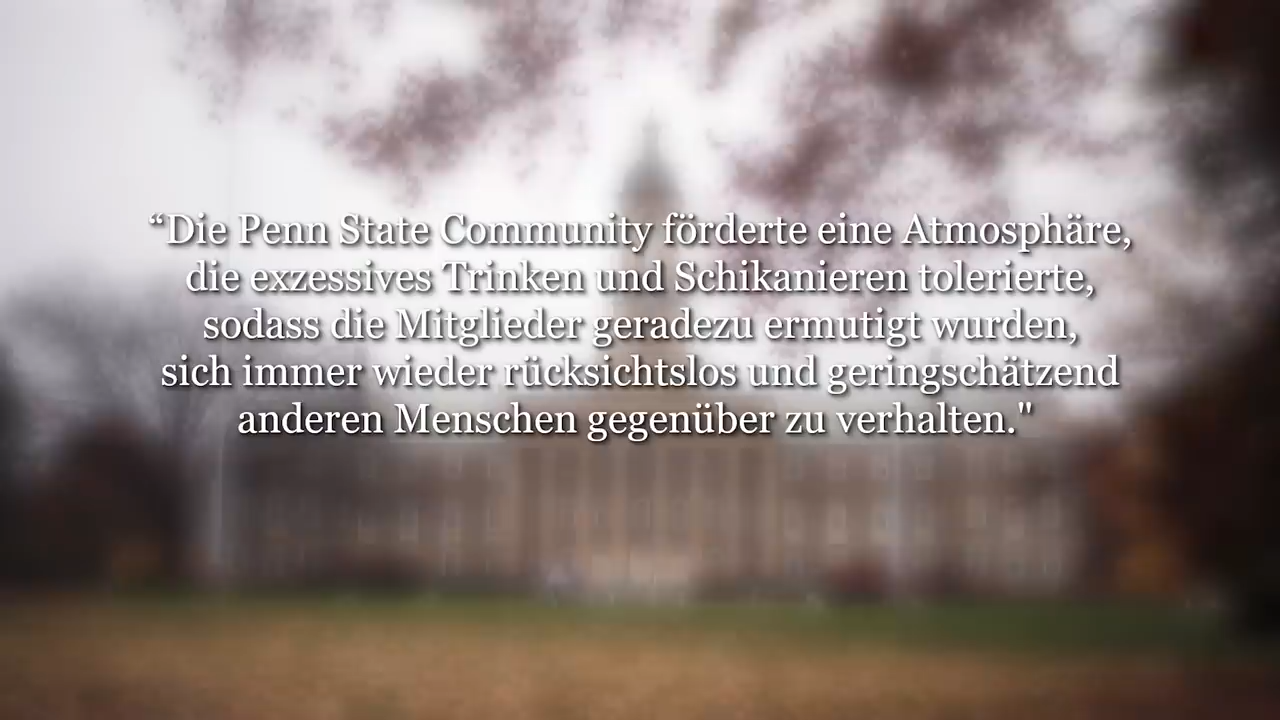 “Die Penn State Community förderte eine Atmosphäre,
die exzessives Trinken und Schikanieren tolerierte,
sodass die Mitglieder geradezu ermutigt wurden,
sich immer wieder rücksichtslos und geringschätzend
anderen Menschen gegenüber zu verhalten."